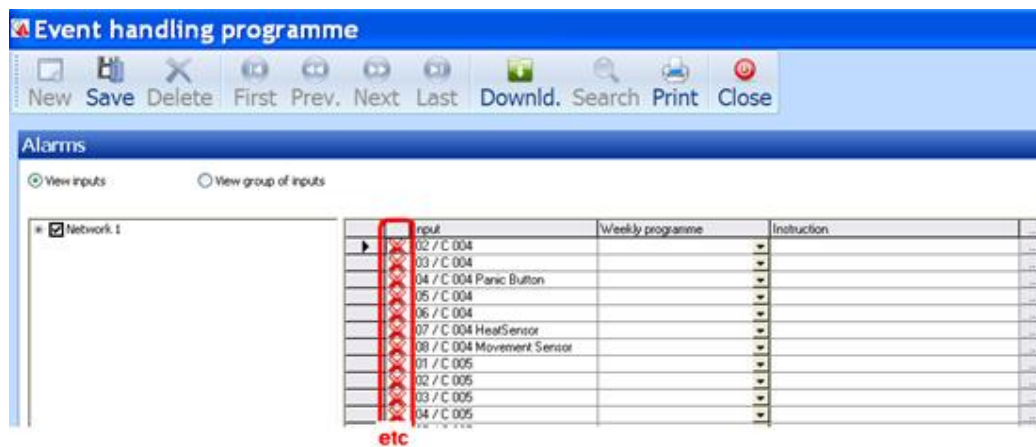 Event handling programme
New Save Delete First Prev. Next Last Downld. Search Print Close
Alarms
View inputs View group of inputs
Network 1
Input Weekly programme Instruction
02 / C 004
03 / C 004
04 / C 004 Panic Button
05 / C 004
06 / C 004
07 / C 004 HeatSensor
08 / C 004 Movement Sensor
01 / C 005
02 / C 005
03 / C 005
04 / C 005
etc